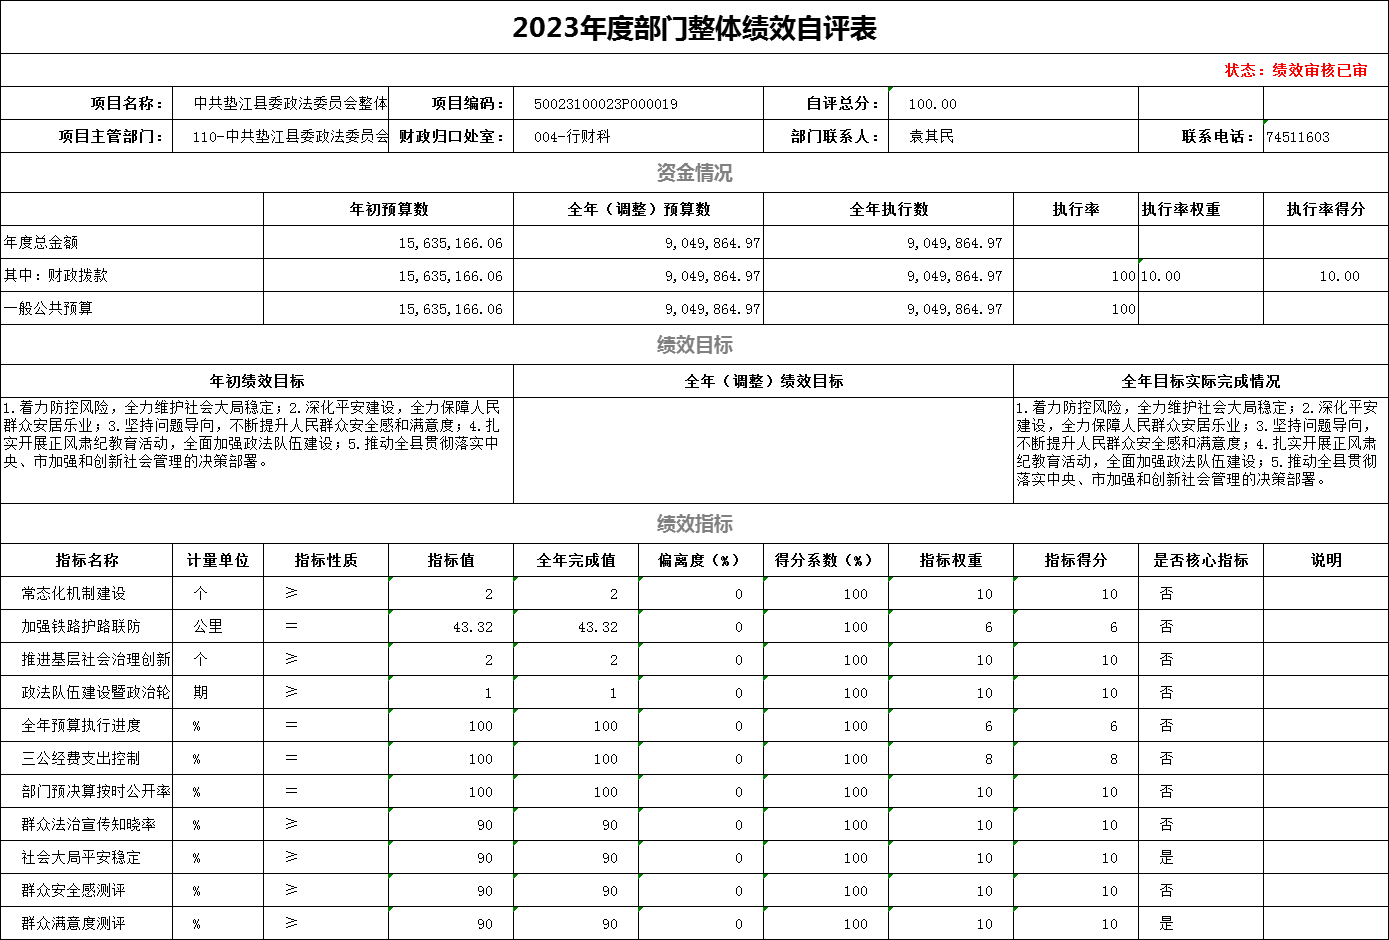 2023年度部门整体绩效自评表
状态：绩效审核已审
项目名称： 中共垫江县委政法委员会整体 项目编码： 50023100023P000019 自评总分： 100.00
项目主管部门： 110-中共垫江县委政法委员会 财政归口处室： 004-行财科 部门联系人： 袁其民 联系电话： 74511603
资金情况
年初预算数 全年（调整）预算数 全年执行数 执行率 执行率权重 执行率得分
年度总金额 15,635,166.06 9,049,864.97 9,049,864.97
其中：财政拨款 15,635,166.06 9,049,864.97 9,049,864.97 100 10.00 10.00
一般公共预算 15,635,166.06 9,049,864.97 9,049,864.97 100
绩效目标
年初绩效目标 全年（调整）绩效目标 全年目标实际完成情况
1.着力防控风险，全力维护社会大局稳定；2.深化平安建设，全力保障人民
群众安居乐业；3.坚持问题导向，不断提升人民群众安全感和满意度；4.扎
实开展正风肃纪教育活动，全面加强政法队伍建设；5.推动全县贯彻落实中
央、市加强和创新社会管理的决策部署。
1.着力防控风险，全力维护社会大局稳定；2.深化平安
建设，全力保障人民群众安居乐业；3.坚持问题导向，
不断提升人民群众安全感和满意度；4.扎实开展正风肃
纪教育活动，全面加强政法队伍建设；5.推动全县贯彻
落实中央、市加强和创新社会管理的决策部署。
绩效指标
指标名称 计量单位 指标性质 指标值 全年完成值 偏离度（%） 得分系数（%） 指标权重 指标得分 是否核心指标 说明
常态化机制建设 个 ≥ 2 2 0 100 10 10 否
加强铁路护路联防 公里 ＝ 43.32 43.32 0 100 6 6 否
推进基层社会治理创新 个 ≥ 2 2 0 100 10 10 否
政法队伍建设暨政治轮 期 ≥ 1 1 0 100 10 10 否
全年预算执行进度 % ＝ 100 100 0 100 6 6 否
三公经费支出控制 % ＝ 100 100 0 100 8 8 否
部门预决算按时公开率 % ＝ 100 100 0 100 10 10 否
群众法治宣传知晓率 % ≥ 90 90 0 100 10 10 否
社会大局平安稳定 % ≥ 90 90 0 100 10 10 是
群众安全感测评 % ≥ 90 90 0 100 10 10 否
群众满意度测评 % ≥ 90 90 0 100 10 10 是